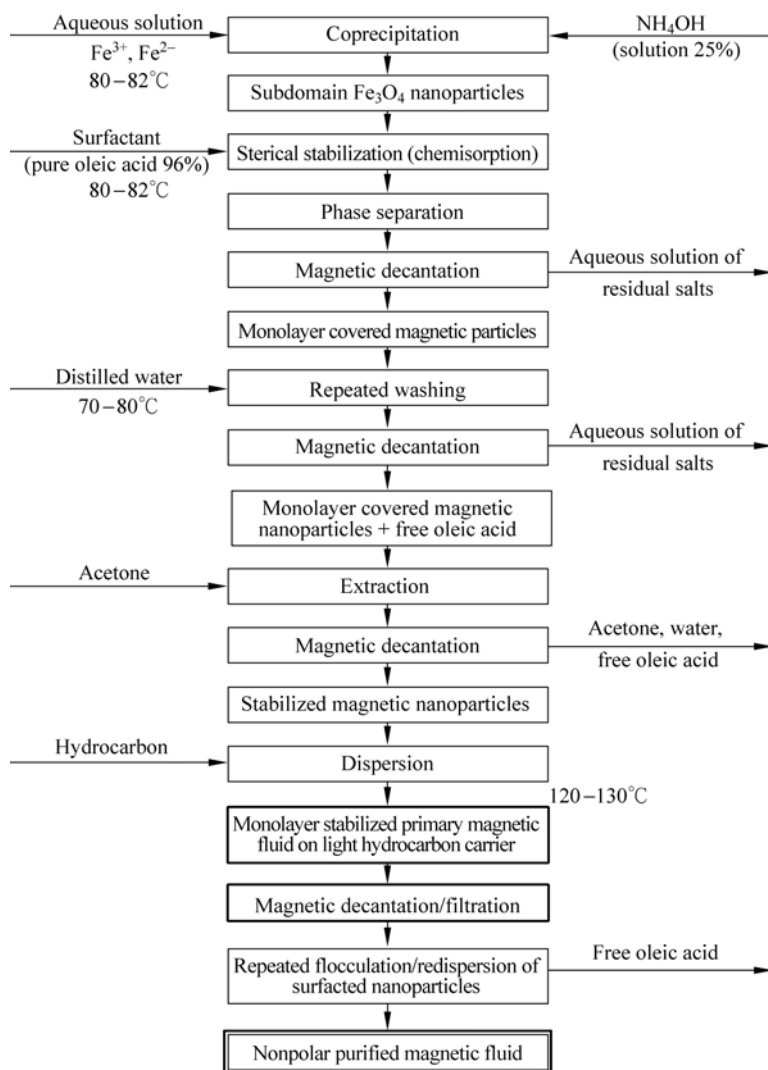 Aqueous solution
Fe³⁺, Fe²⁻
80–82℃
Coprecipitation
NH₄OH
(solution 25%)
Subdomain Fe₃O₄ nanoparticles
Surfactant
(pure oleic acid 96%)
80–82℃
Sterical stabilization (chemisorption)
Phase separation
Magnetic decantation
Aqueous solution of
residual salts
Monolayer covered magnetic particles
Distilled water
70–80℃
Repeated washing
Magnetic decantation
Aqueous solution of
residual salts
Monolayer covered magnetic
nanoparticles + free oleic acid
Acetone
Extraction
Magnetic decantation
Acetone, water,
free oleic acid
Stabilized magnetic nanoparticles
Hydrocarbon
Dispersion
120–130℃
Monolayer stabilized primary magnetic
fluid on light hydrocarbon carrier
Magnetic decantation/filtration
Repeated flocculation/redispersion of
surfacted nanoparticles
Free oleic acid
Nonpolar purified magnetic fluid